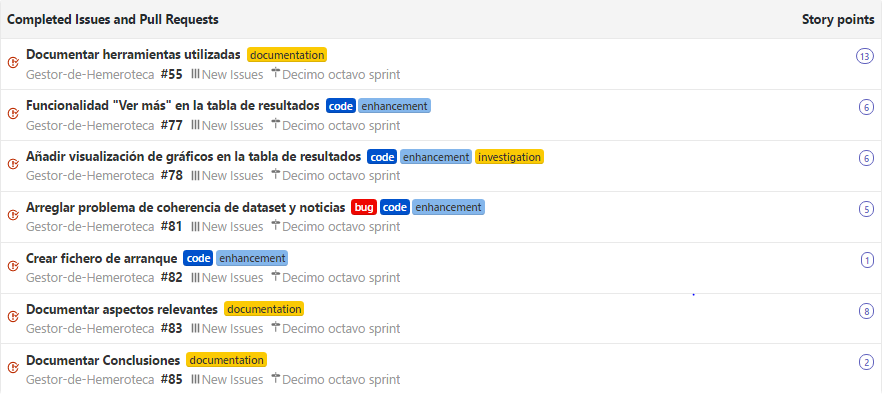 Completed Issues and Pull Requests Story points
Documentar herramientas utilizadas documentation 13
Gestor-de-Hemeroteca #55 New Issues Decimo octavo sprint
Funcionalidad "Ver más" en la tabla de resultados code enhancement 6
Gestor-de-Hemeroteca #77 New Issues Decimo octavo sprint
Añadir visualización de gráficos en la tabla de resultados code enhancement investigation 6
Gestor-de-Hemeroteca #78 New Issues Decimo octavo sprint
Arreglar problema de coherencia de dataset y noticias bug code enhancement 5
Gestor-de-Hemeroteca #81 New Issues Decimo octavo sprint
Crear fichero de arranque code enhancement 1
Gestor-de-Hemeroteca #82 New Issues Decimo octavo sprint
Documentar aspectos relevantes documentation 8
Gestor-de-Hemeroteca #83 New Issues Decimo octavo sprint
Documentar Conclusiones documentation 2
Gestor-de-Hemeroteca #85 New Issues Decimo octavo sprint